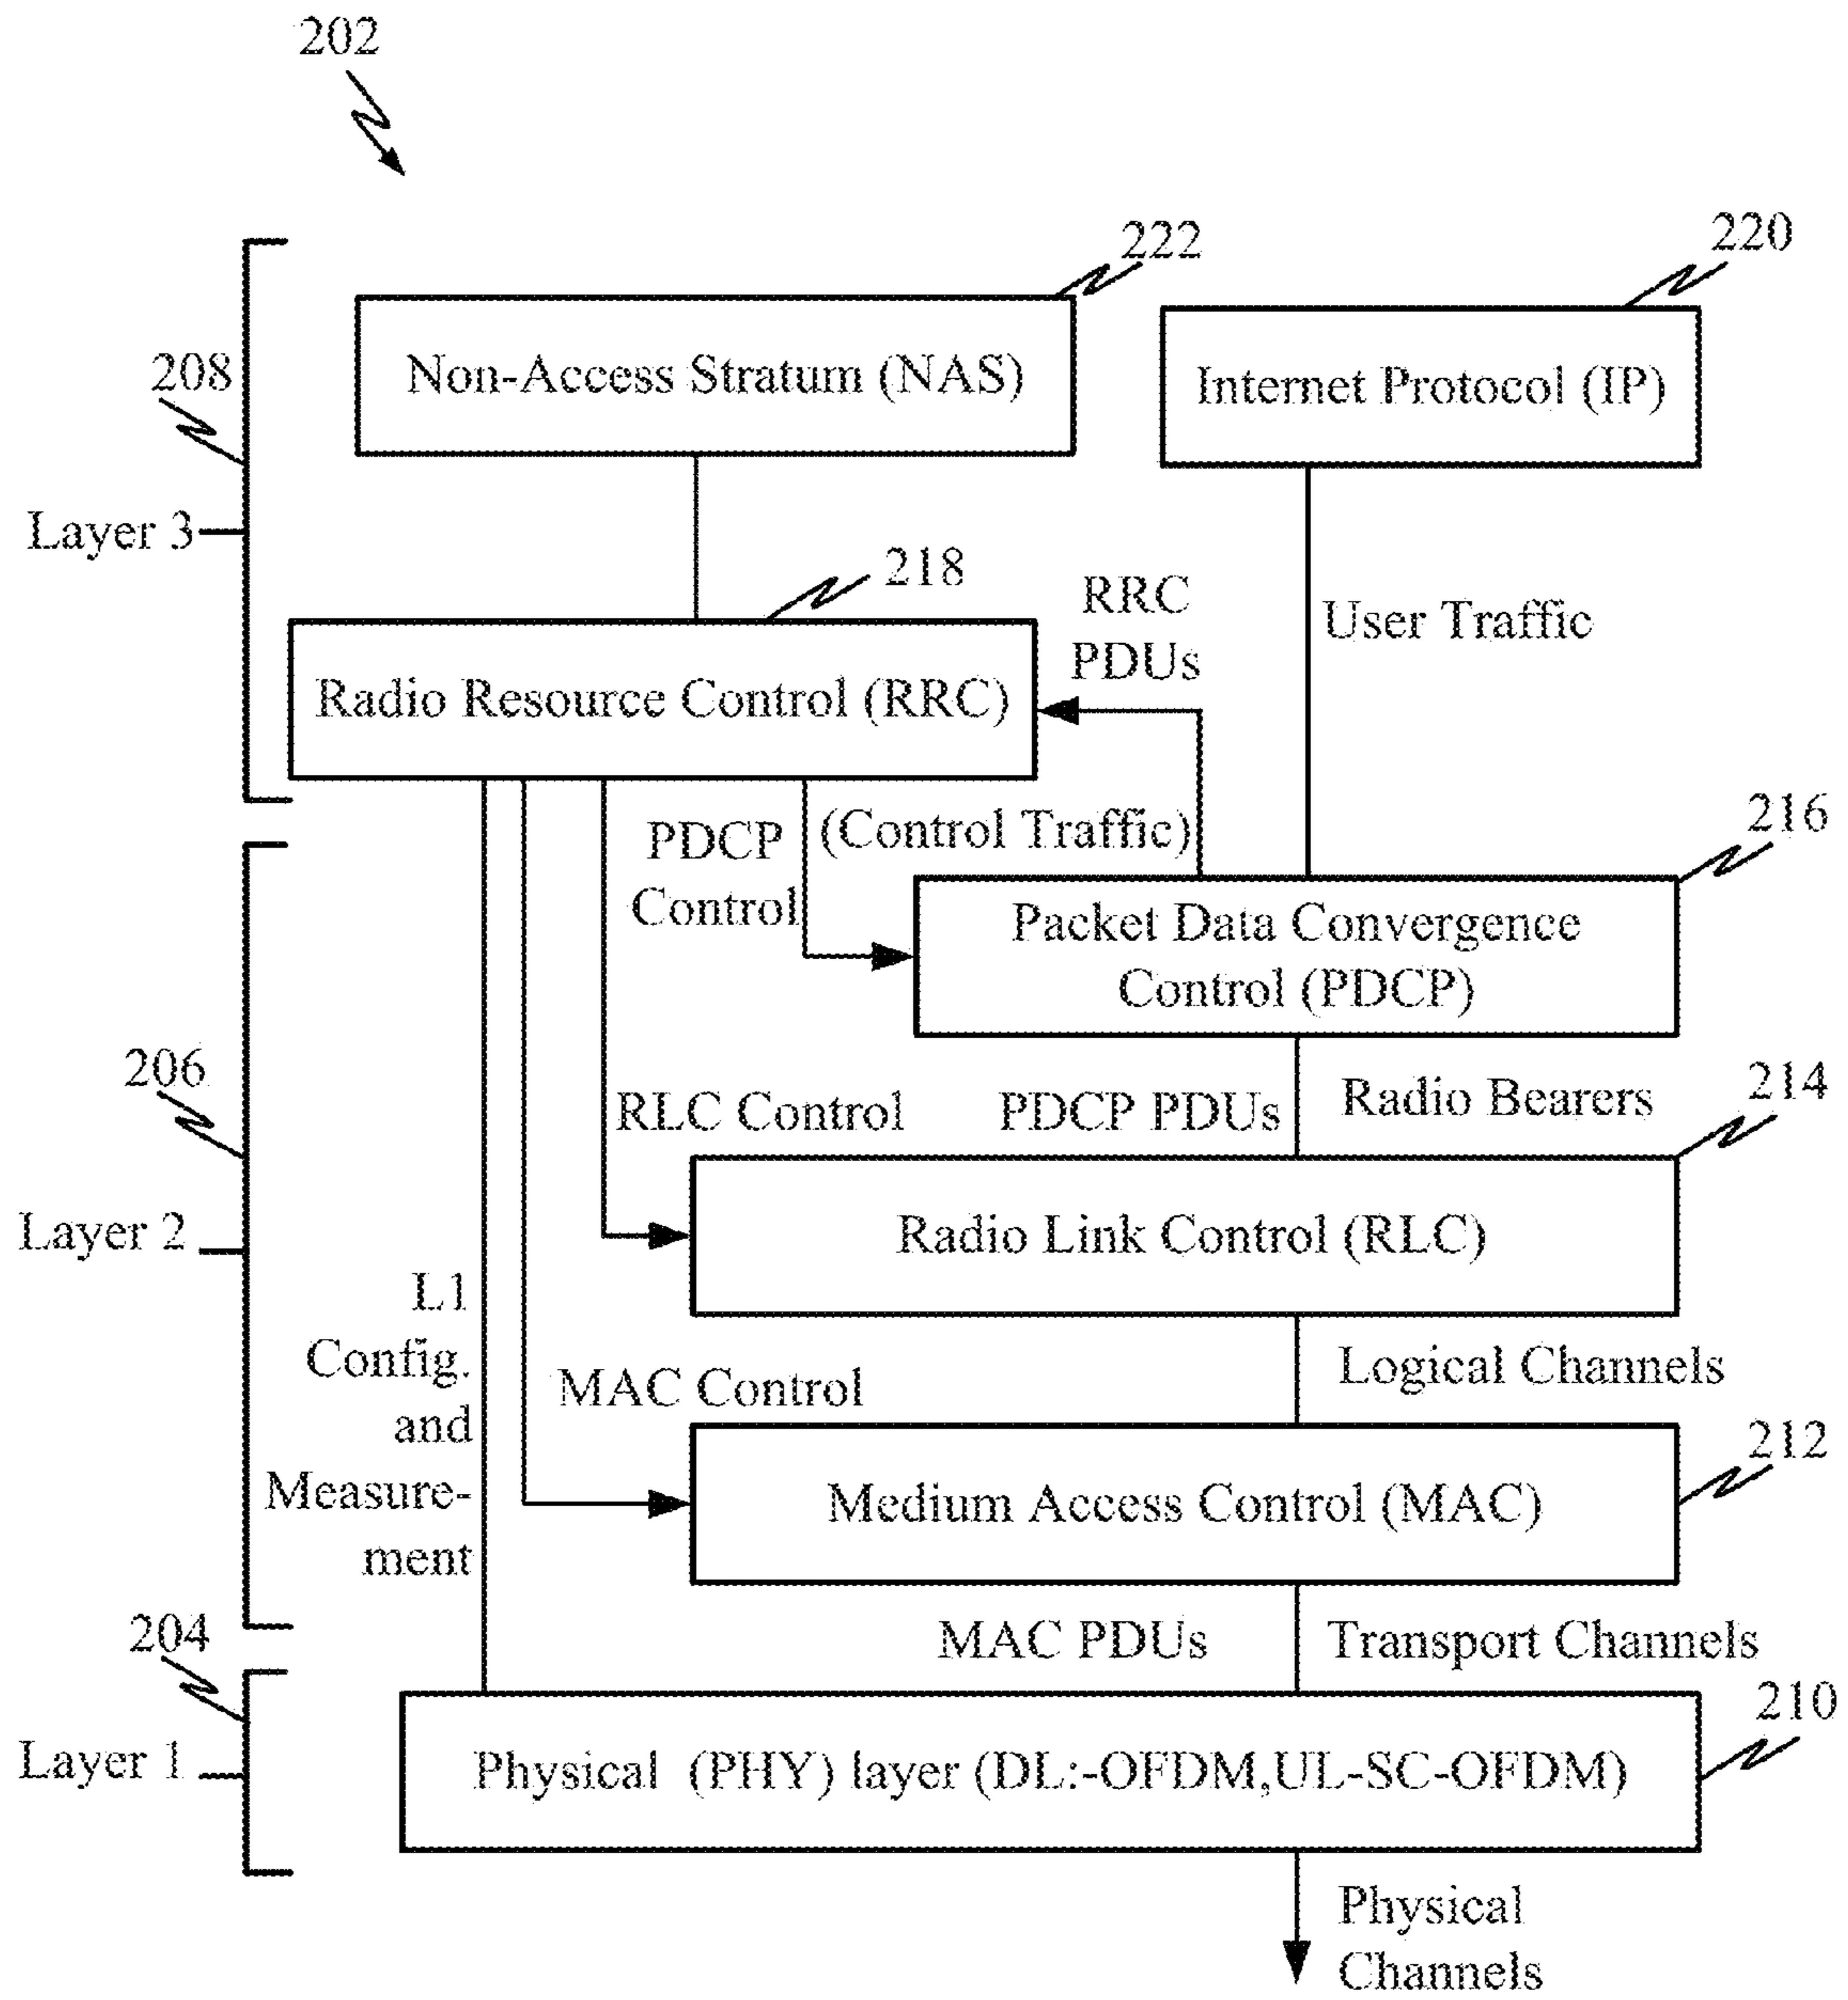 202
222
220
Non-Access Stratum (NAS)
Internet Protocol (IP)
208
Layer 3
218
RRC
PDUs
User Traffic
Radio Resource Control (RRC)
PDCP
Control
(Control Traffic)
216
Packet Data Convergence
Control (PDCP)
206
Layer 2
RLC Control
PDCP PDUs
Radio Bearers
214
Radio Link Control (RLC)
L1
Config.
and
Measure-
ment
MAC Control
Logical Channels
212
Medium Access Control (MAC)
204
Layer 1
MAC PDUs
Transport Channels
210
Physical (PHY) layer (DL:-OFDM,UL-SC-OFDM)
Physical
Channels